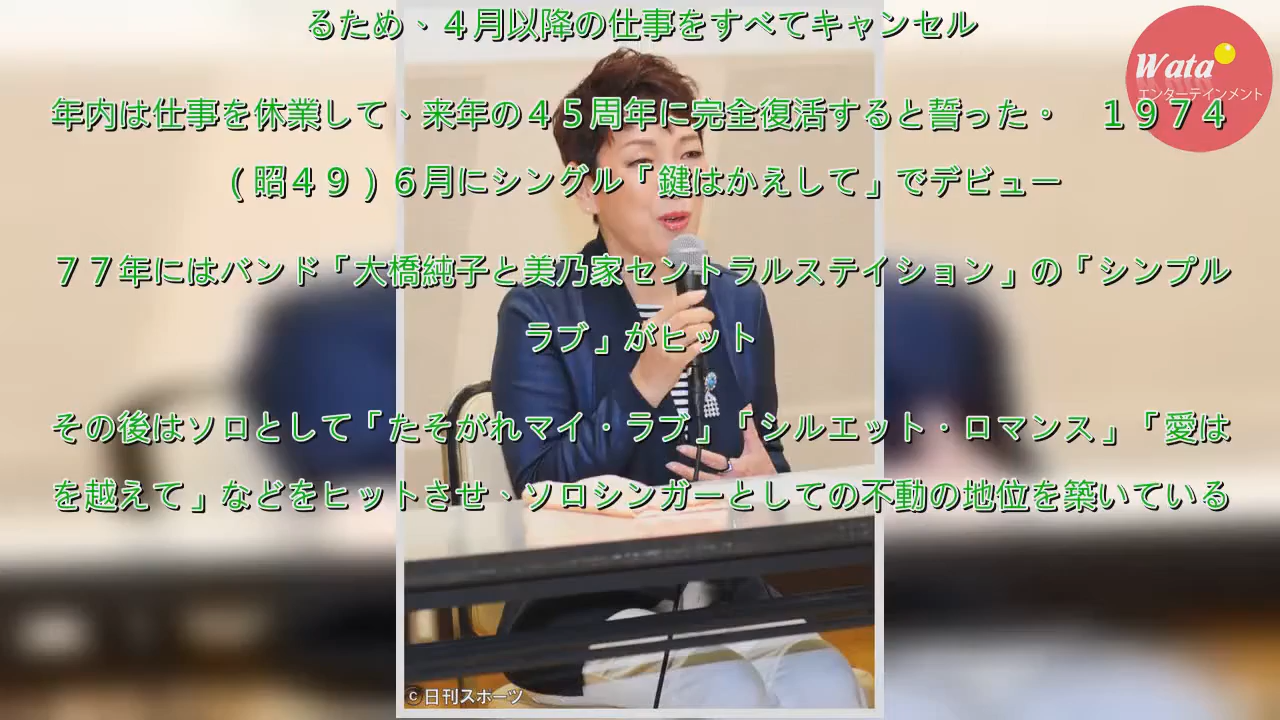 るため、４月以降の仕事をすべてキャンセル
Wata
エンターテインメント
年内は仕事を休業して、来年の４５周年に完全復活すると誓った・　１９７４
（昭４９）６月にシングル「鍵はかえして」でデビュー
７７年にはバンド「大橋純子と美乃家セントラルステイション」の「シンプル
ラブ」がヒット
その後はソロとして「たそがれマイ・ラブ」「シルエット・ロマンス」「愛は
を越えて」などをヒットさせ、ソロシンガーとしての不動の地位を築いている
©日刊スポーツ